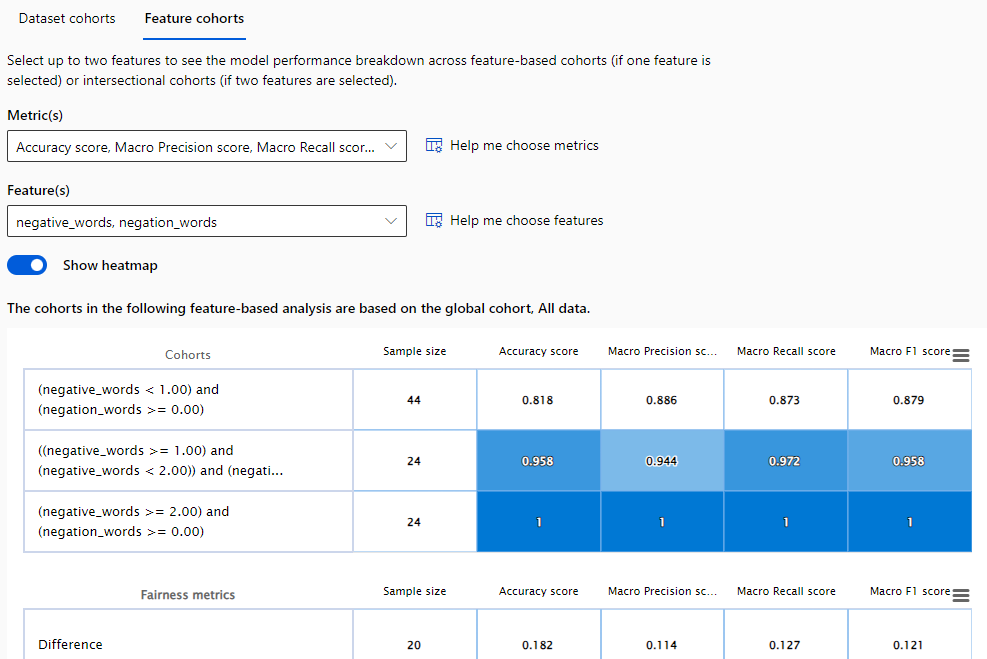 Dataset cohorts Feature cohorts
Select up to two features to see the model performance breakdown across feature-based cohorts (if one feature is
selected) or intersectional cohorts (if two features are selected).
Metric(s)
Accuracy score, Macro Precision score, Macro Recall scor... Help me choose metrics
Feature(s)
negative_words, negation_words Help me choose features
Show heatmap
The cohorts in the following feature-based analysis are based on the global cohort, All data.
Cohorts Sample size Accuracy score Macro Precision sc... Macro Recall score Macro F1 score
(negative_words < 1.00) and
(negation_words >= 0.00) 44 0.818 0.886 0.873 0.879
((negative_words >= 1.00) and
(negative_words < 2.00)) and (negati... 24 0.958 0.944 0.972 0.958
(negative_words >= 2.00) and
(negation_words >= 0.00) 24 1 1 1 1
Fairness metrics Sample size Accuracy score Macro Precision sc... Macro Recall score Macro F1 score
Difference 20 0.182 0.114 0.127 0.121